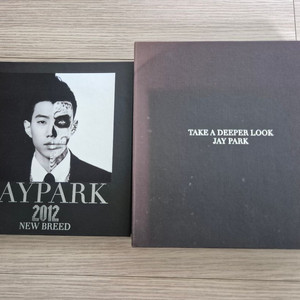 JAYPARK
2012
NEW BREED
TAKE A DEEPER LOOK
JAY PARK